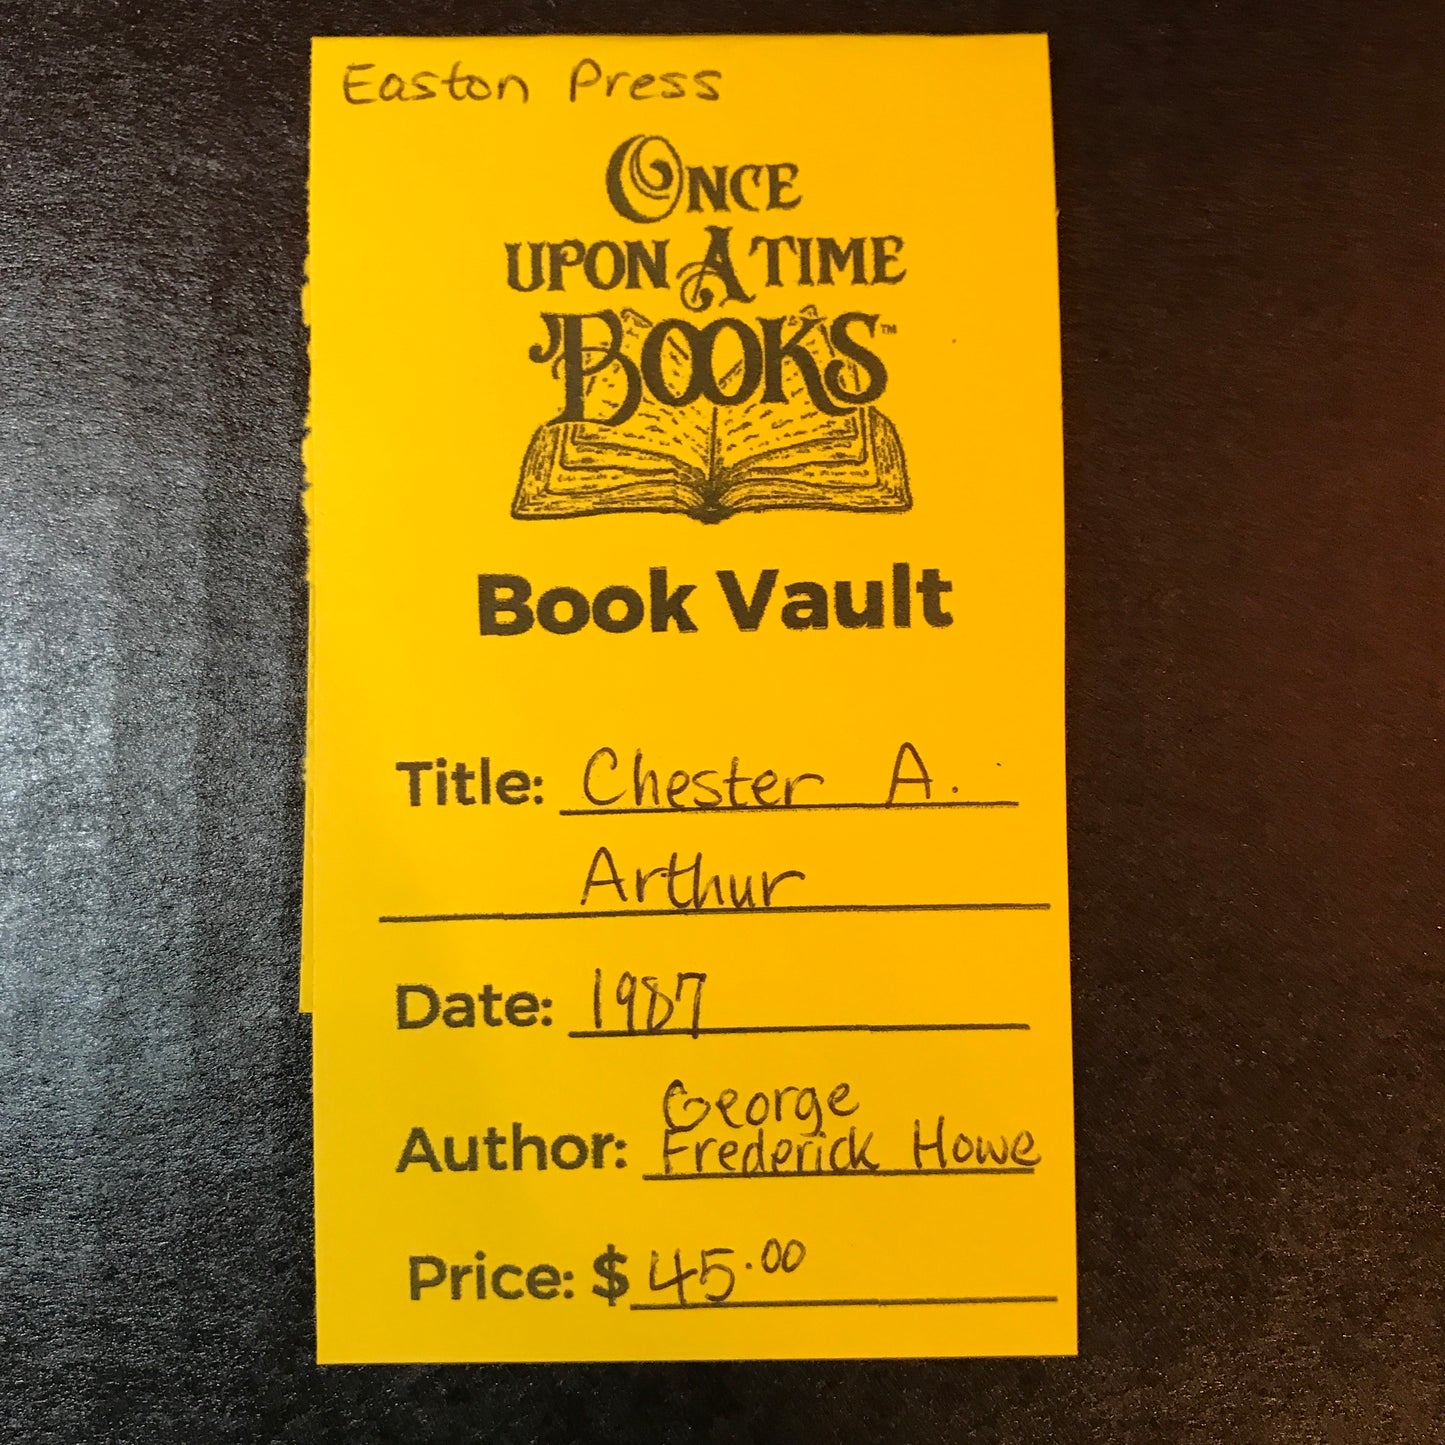 Easton Press
ONCE
UPON A TIME
BOOKS™
Book Vault
Title: Chester A.
Arthur
Date: 1987
George
Author: Frederick Howe
Price: $45.00